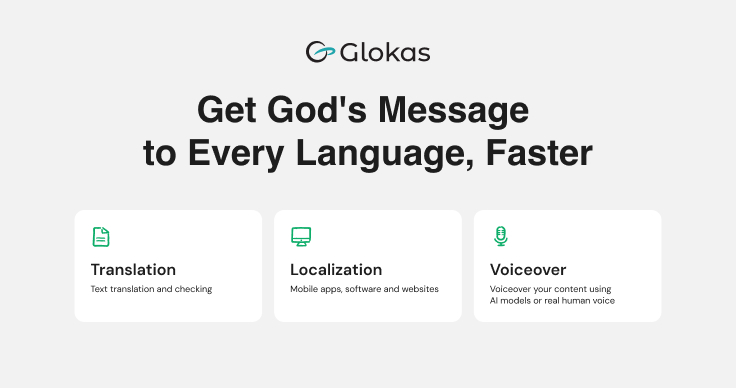 Glokas
Get God's Message
to Every Language, Faster
Translation
Text translation and checking
Localization
Mobile apps, software and websites
Voiceover
Voiceover your content using
AI models or real human voice